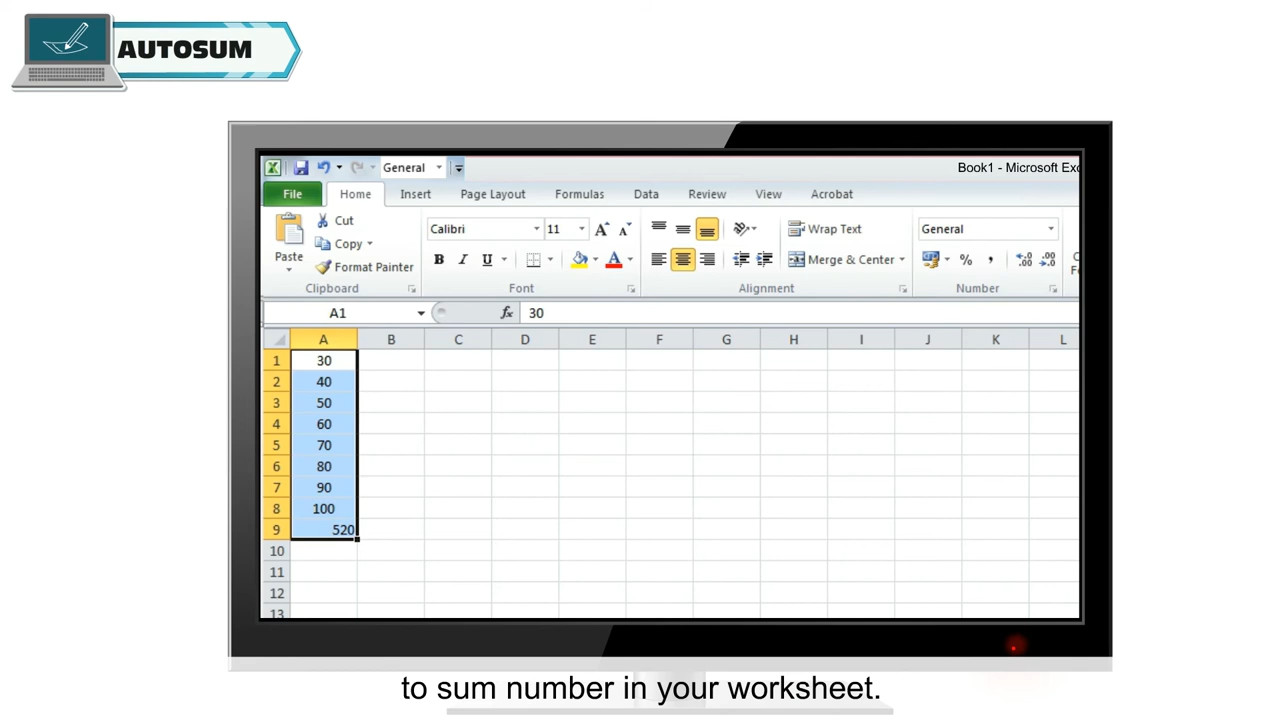 AUTOSUM
General
Book1 - Microsoft Exc
File Home Insert Page Layout Formulas Data Review View Acrobat
Paste
Cut
Copy
Format Painter
Clipboard
Calibri 11 A A
B I U A
Font
Wrap Text
Merge & Center
Alignment
General
% , .00 .00
Number
A1 fx 30
A B C D E F G H I J K L
1 30
2 40
3 50
4 60
5 70
6 80
7 90
8 100
9 520
10
11
12
13
to sum number in your worksheet.